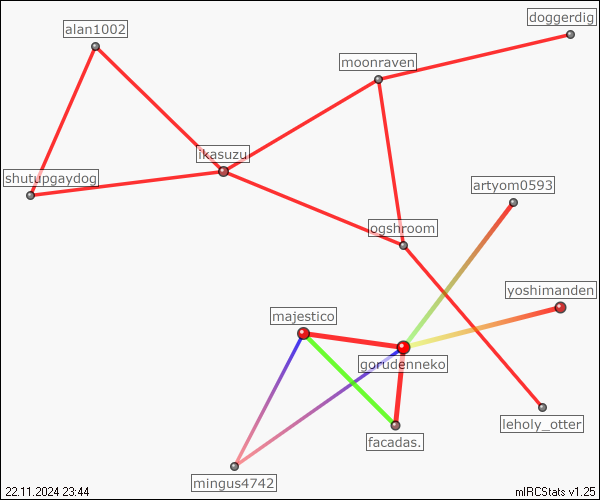 doggerdig
alan1002
moonraven
ikasuzu
shutupgaydog
artyom0593
ogshroom
yoshimanden
majestico
gorudenneko
leholy_otter
facadas.
mingus4742
22.11.2024 23:44
mIRCStats v1.25